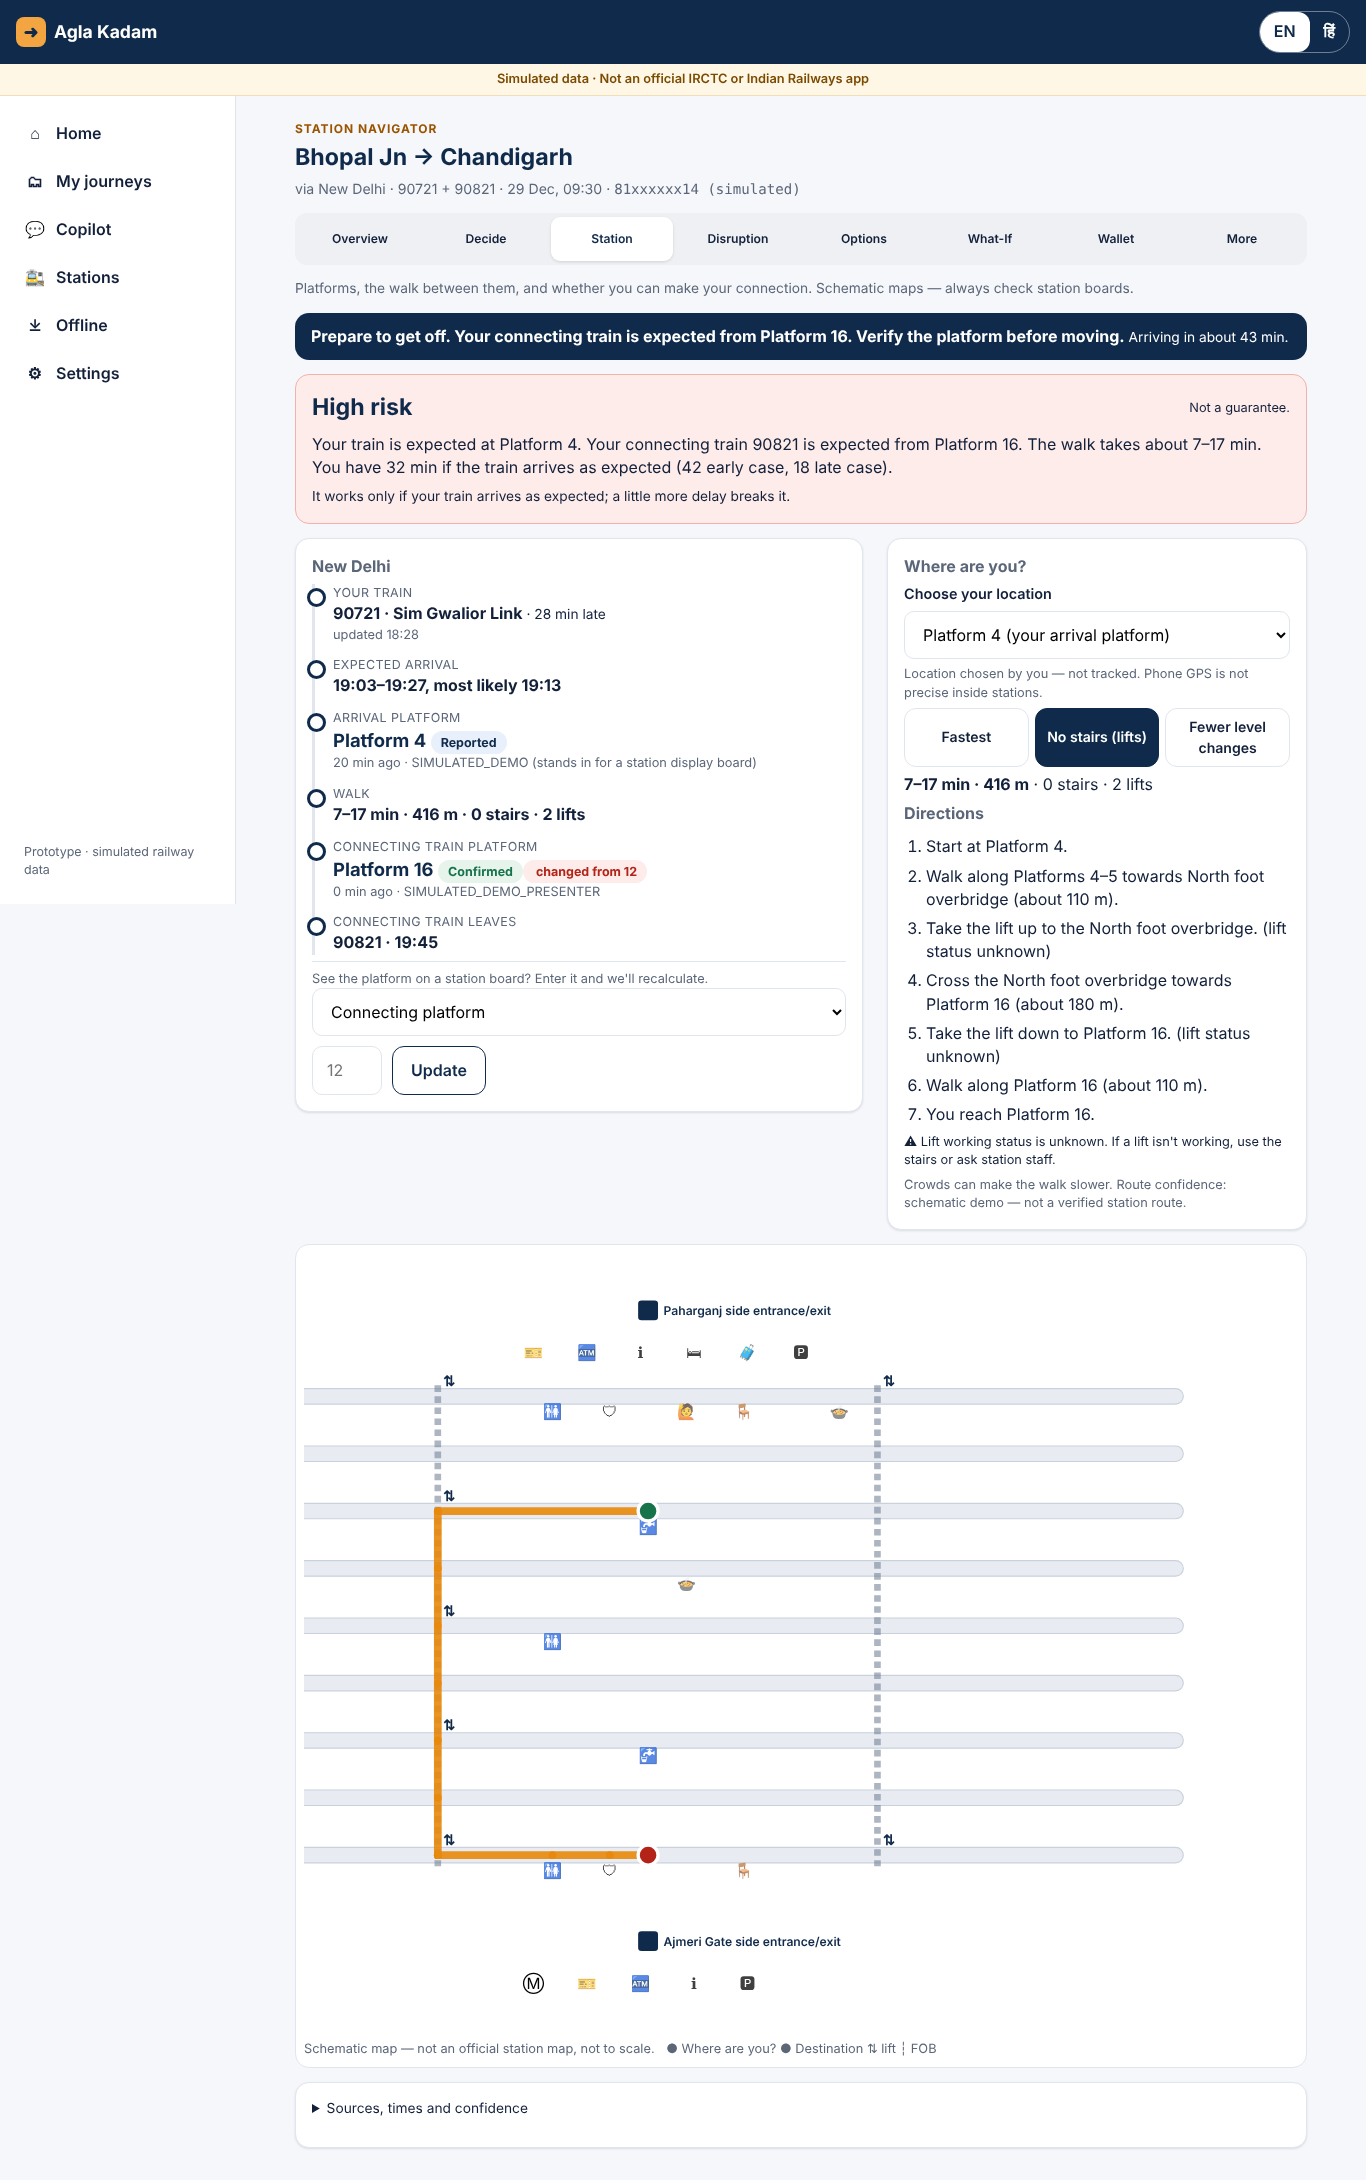 Agla Kadam
EN
हिं
Simulated data · Not an official IRCTC or Indian Railways app
Home
My journeys
Copilot
Stations
Offline
Settings
Prototype · simulated railway
data
STATION NAVIGATOR
Bhopal Jn → Chandigarh
via New Delhi · 90721 + 90821 · 29 Dec, 09:30 · 81xxxxxx14 (simulated)
Overview
Decide
Station
Disruption
Options
What-If
Wallet
More
Platforms, the walk between them, and whether you can make your connection. Schematic maps — always check station boards.
Prepare to get off. Your connecting train is expected from Platform 16. Verify the platform before moving. Arriving in about 43 min.
High risk
Not a guarantee.
Your train is expected at Platform 4. Your connecting train 90821 is expected from Platform 16. The walk takes about 7–17 min.
You have 32 min if the train arrives as expected (42 early case, 18 late case).
It works only if your train arrives as expected; a little more delay breaks it.
New Delhi
YOUR TRAIN
90721 · Sim Gwalior Link · 28 min late
updated 18:28
EXPECTED ARRIVAL
19:03–19:27, most likely 19:13
ARRIVAL PLATFORM
Platform 4 Reported
20 min ago · SIMULATED_DEMO (stands in for a station display board)
WALK
7–17 min · 416 m · 0 stairs · 2 lifts
CONNECTING TRAIN PLATFORM
Platform 16 Confirmed changed from 12
0 min ago · SIMULATED_DEMO_PRESENTER
CONNECTING TRAIN LEAVES
90821 · 19:45
See the platform on a station board? Enter it and we'll recalculate.
Connecting platform
12
Update
Where are you?
Choose your location
Platform 4 (your arrival platform)
Location chosen by you — not tracked. Phone GPS is not
precise inside stations.
Fastest
No stairs (lifts)
Fewer level
changes
7–17 min · 416 m · 0 stairs · 2 lifts
Directions
1. Start at Platform 4.
2. Walk along Platforms 4–5 towards North foot
overbridge (about 110 m).
3. Take the lift up to the North foot overbridge. (lift
status unknown)
4. Cross the North foot overbridge towards
Platform 16 (about 180 m).
5. Take the lift down to Platform 16. (lift status
unknown)
6. Walk along Platform 16 (about 110 m).
7. You reach Platform 16.
⚠ Lift working status is unknown. If a lift isn't working, use the
stairs or ask station staff.
Crowds can make the walk slower. Route confidence:
schematic demo — not a verified station route.
Paharganj side entrance/exit
ATM
P
Ajmeri Gate side entrance/exit
M
ATM
P
Schematic map — not an official station map, not to scale. ● Where are you? ● Destination ⇅ lift ┆ FOB
▶ Sources, times and confidence